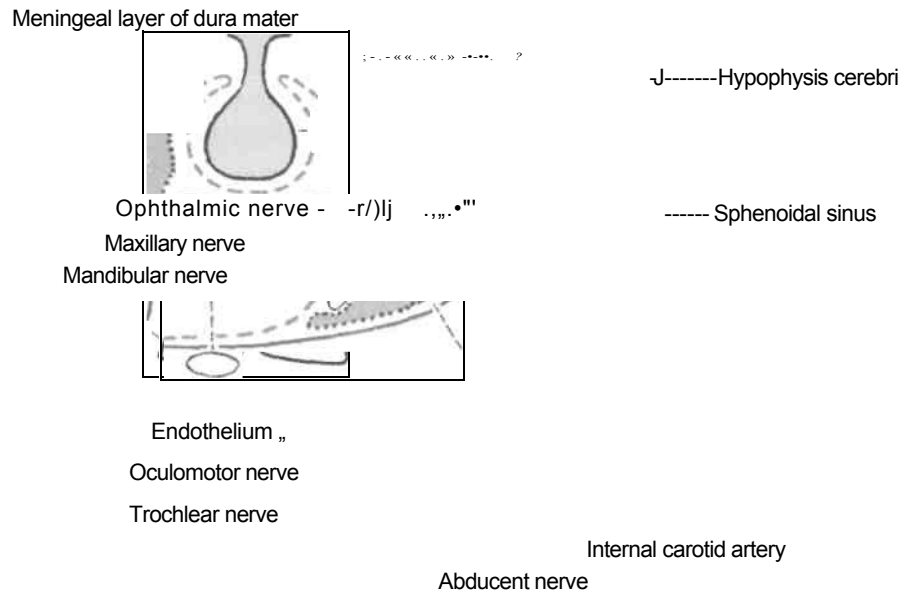 Meningeal layer of dura mater
; - . - « « . . « . » -•-••. ?
-J-------Hypophysis cerebri
Ophthalmic nerve - -r/)lj .,„.•"'
------ Sphenoidal sinus
Maxillary nerve
Mandibular nerve
Endothelium „
Oculomotor nerve
Trochlear nerve
Internal carotid artery
Abducent nerve